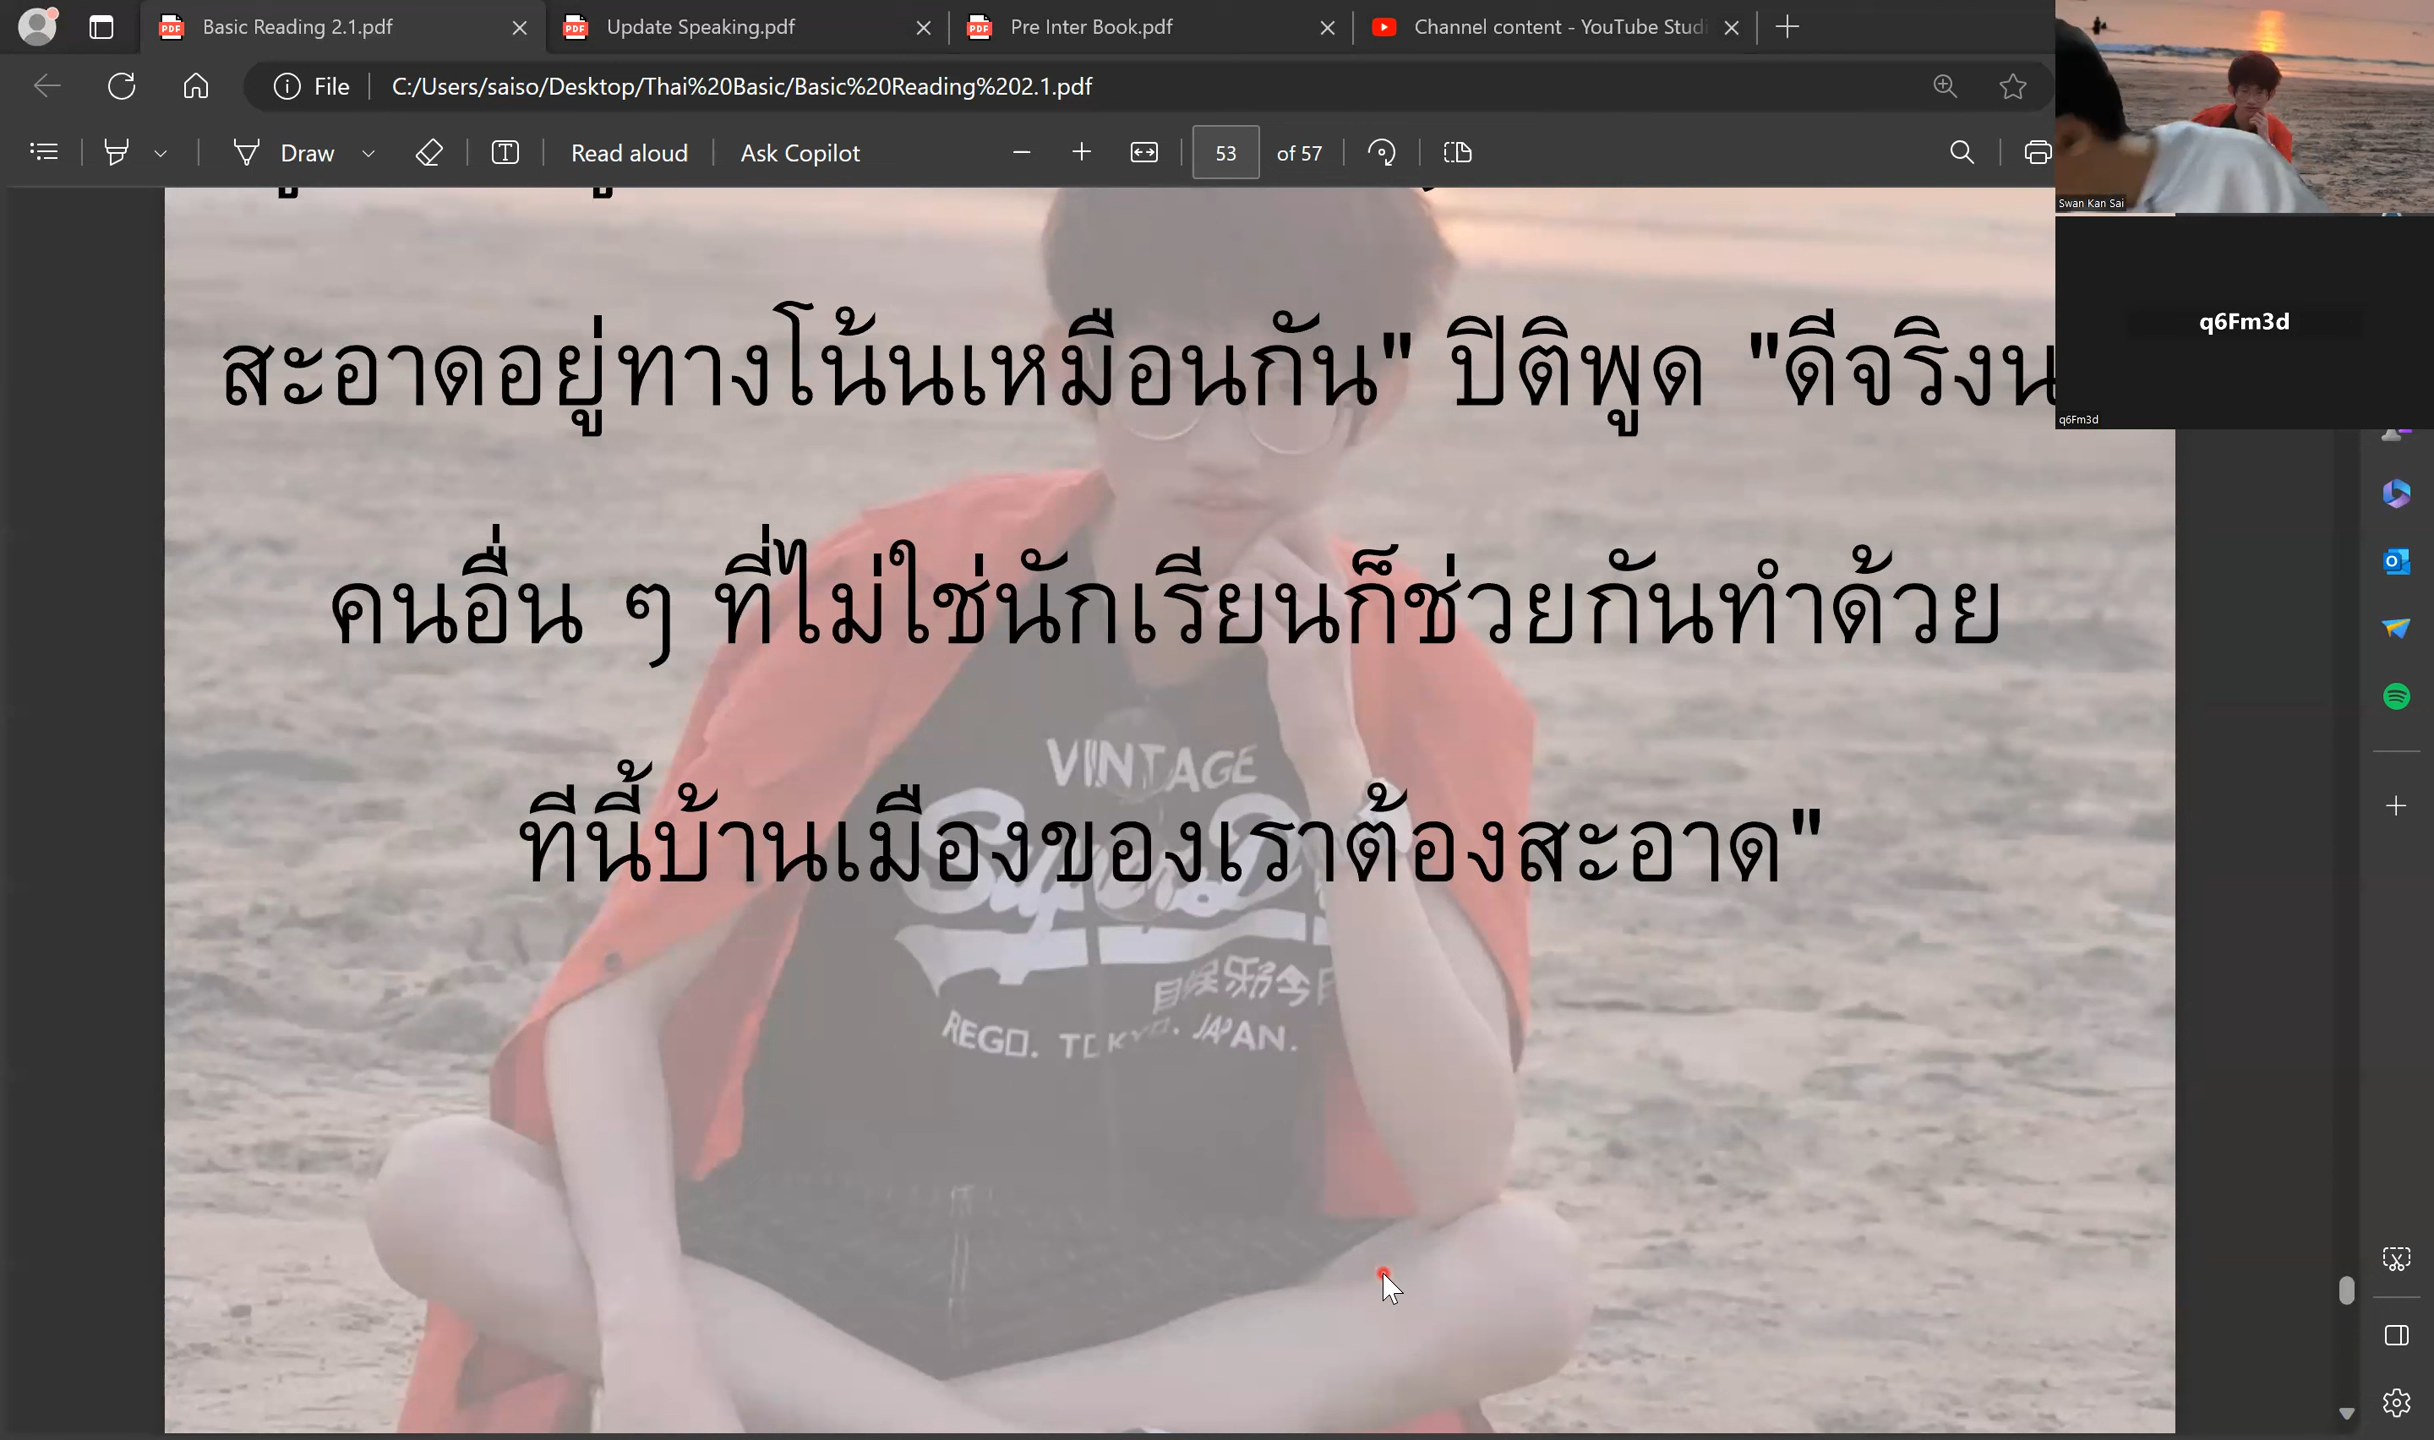 Basic Reading 2.1.pdf
Update Speaking.pdf
Pre Inter Book.pdf
Channel content - YouTube Studi
File
C:/Users/saiso/Desktop/Thai%20Basic/Basic%20Reading%202.1.pdf
Draw
Read aloud
Ask Copilot
53 of 57
Swan Kan Sai
q6Fm3d
q6Fm3d
สะอาดอยู่ทางโน้นเหมือนกัน" ปิติพูด "ดีจริงน
คนอื่น ๆ ที่ไม่ใช่นักเรียนก็ช่วยกันทำด้วย
ทีนี้บ้านเมืองของเราต้องสะอาด"
VINTAGE
REGO. TOKYO. JAPAN.